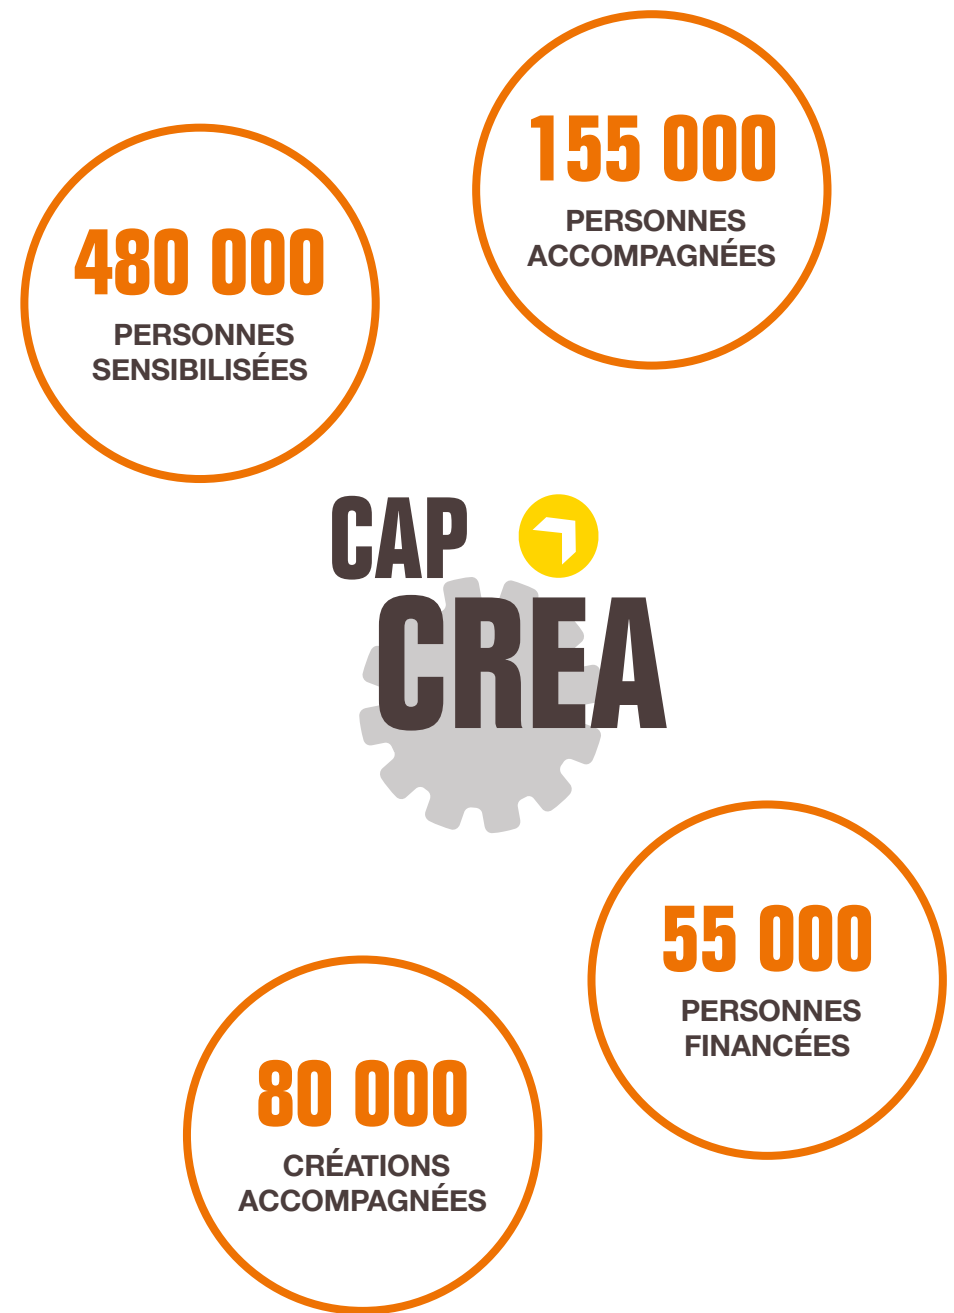 155 000
PERSONNES
ACCOMPAGNÉES
480 000
PERSONNES
SENSIBILISÉES
CAP
CREA
55 000
PERSONNES
FINANCÉES
80 000
CRÉATIONS
ACCOMPAGNÉES